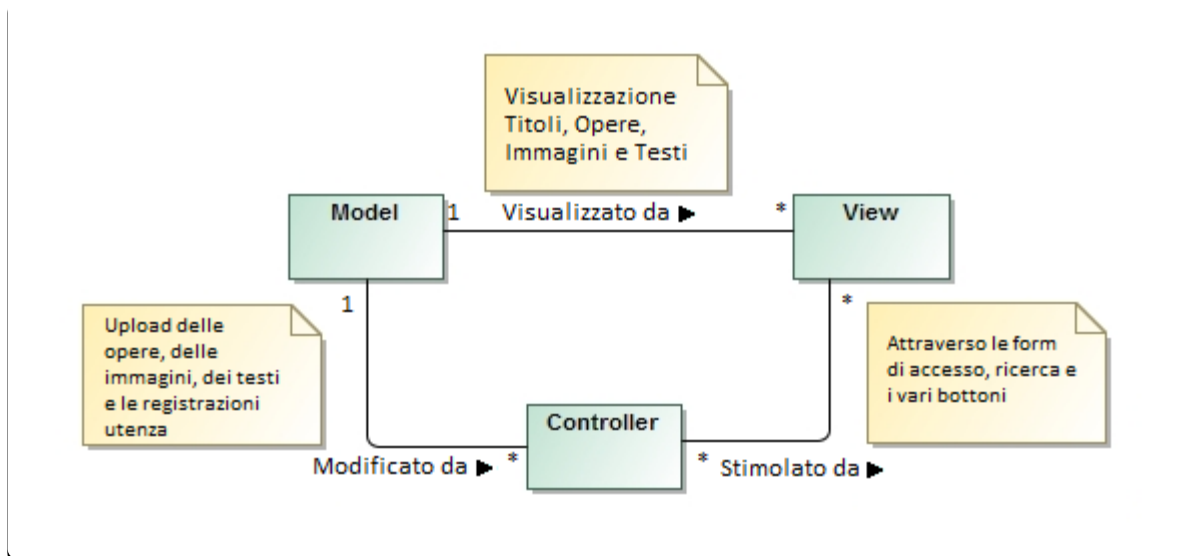 Visualizzazione
Titoli, Opere,
Immagini e Testi
Model
1
Visualizzato da ▶
*
View
1
*
Upload delle
opere, delle
immagini, dei testi
e le registrazioni
utenza
Attraverso le form
di accesso, ricerca e
i vari bottoni
Controller
Modificato da ▶
*
*
Stimolato da ▶